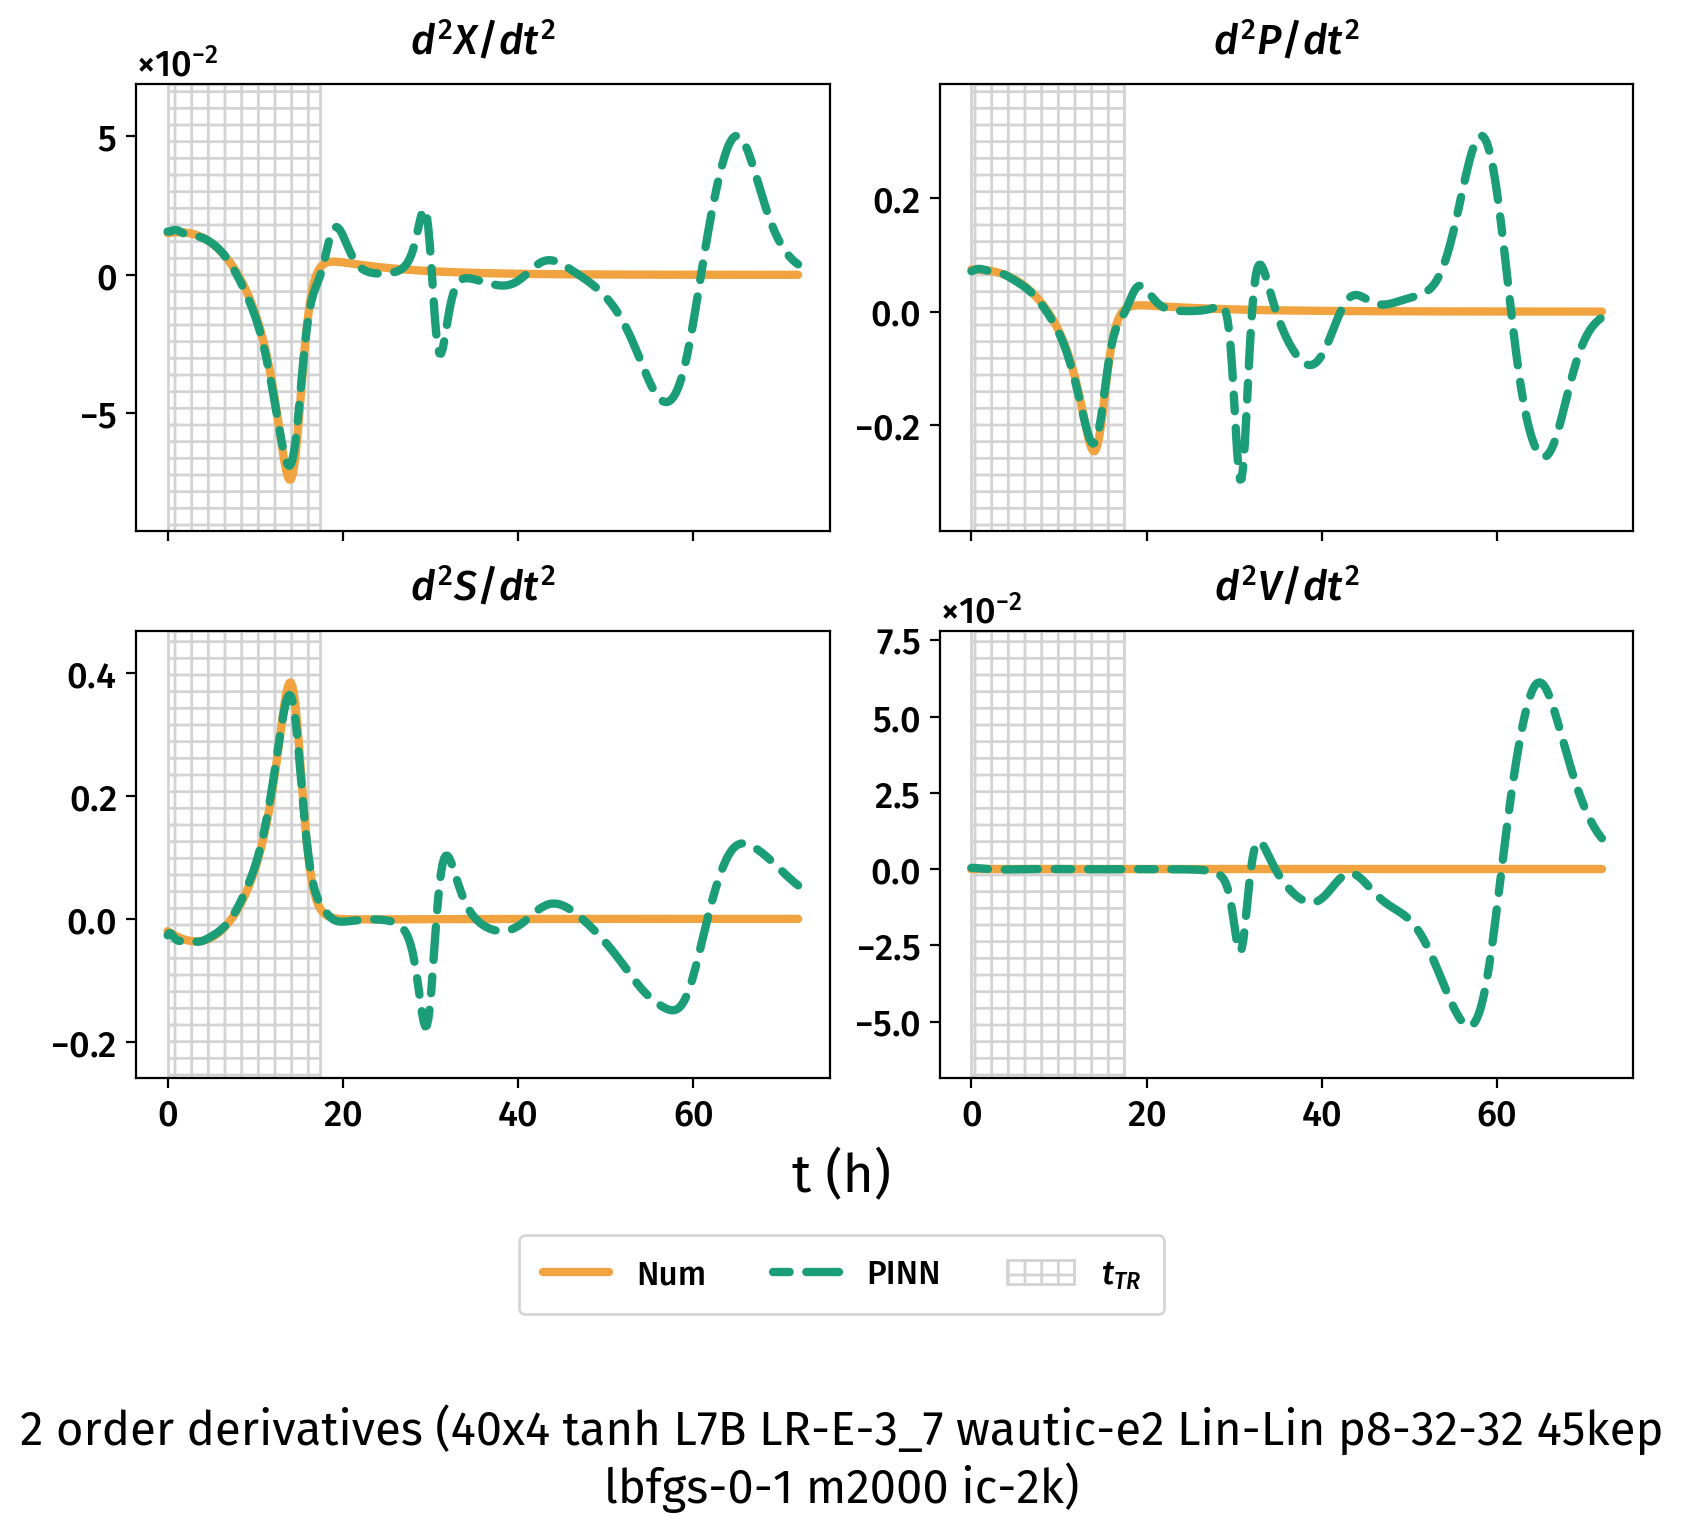 d²X/dt²
×10⁻²
5
0
−5
d²P/dt²
0.2
0.0
−0.2
d²S/dt²
0.4
0.2
0.0
−0.2
0 20 40 60
d²V/dt²
×10⁻²
7.5
5.0
2.5
0.0
−2.5
−5.0
0 20 40 60
t (h)
Num PINN t_TR
2 order derivatives (40x4 tanh L7B LR-E-3_7 wautic-e2 Lin-Lin p8-32-32 45kep
lbfgs-0-1 m2000 ic-2k)